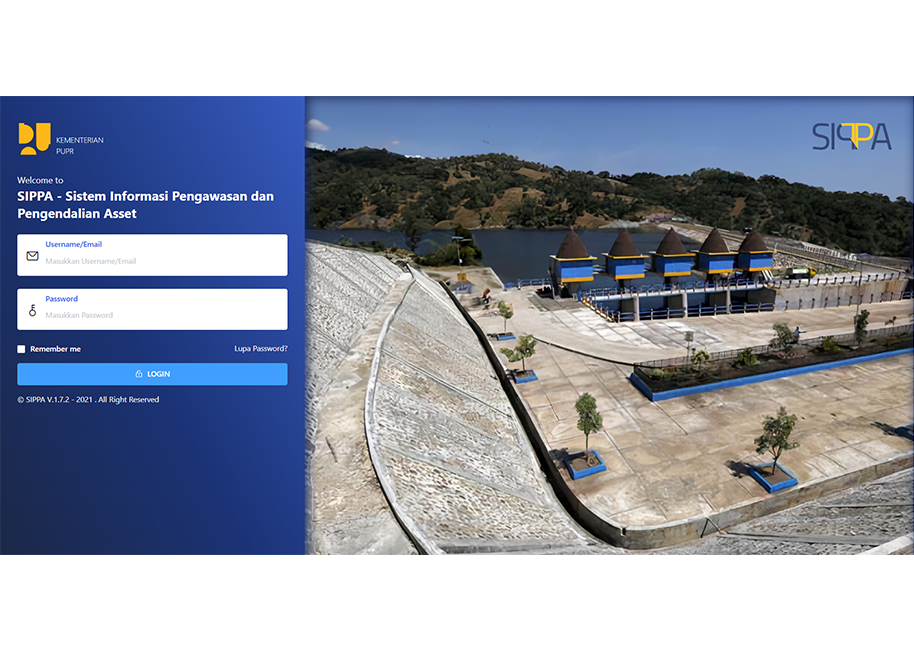 KEMENTERIAN
PUPR
SIPPA
Welcome to
SIPPA - Sistem Informasi Pengawasan dan
Pengendalian Asset
Username/Email
Masukkan Username/Email
Password
Masukkan Password
Remember me
Lupa Password?
LOGIN
© SIPPA V.1.7.2 - 2021 . All Right Reserved